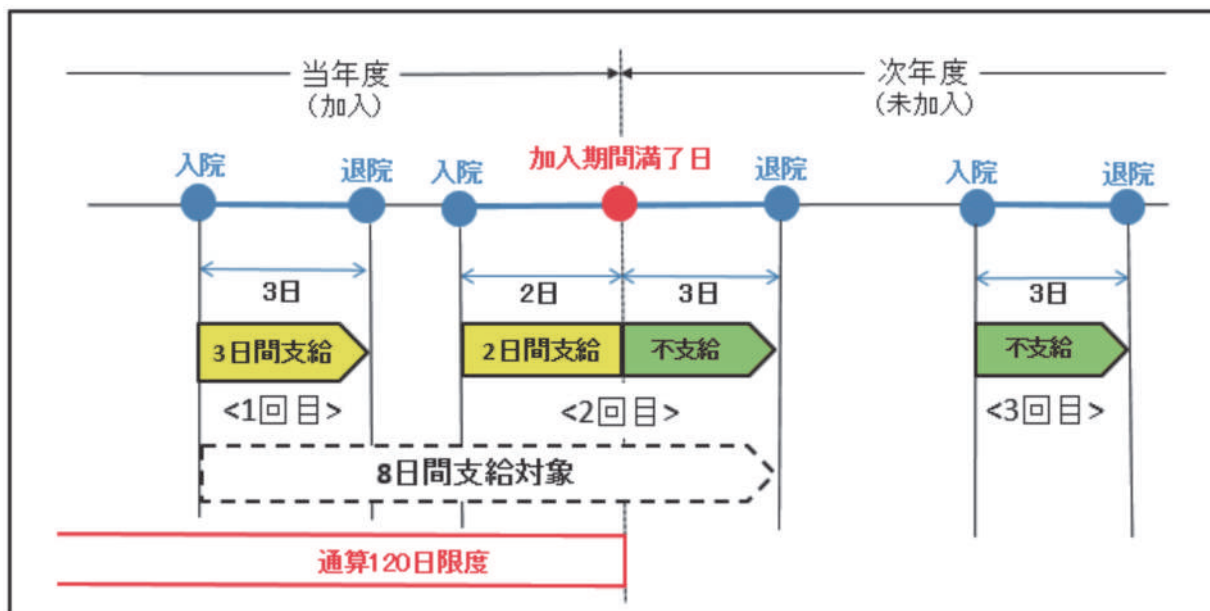 当年度
(加入)
次年度
(未加入)
加入期間満了日
入院
退院
入院
退院
入院
退院
3日
2日
3日
3日
3日間支給
2日間支給
不支給
不支給
<1回目>
<2回目>
<3回目>
8日間支給対象
通算120日限度